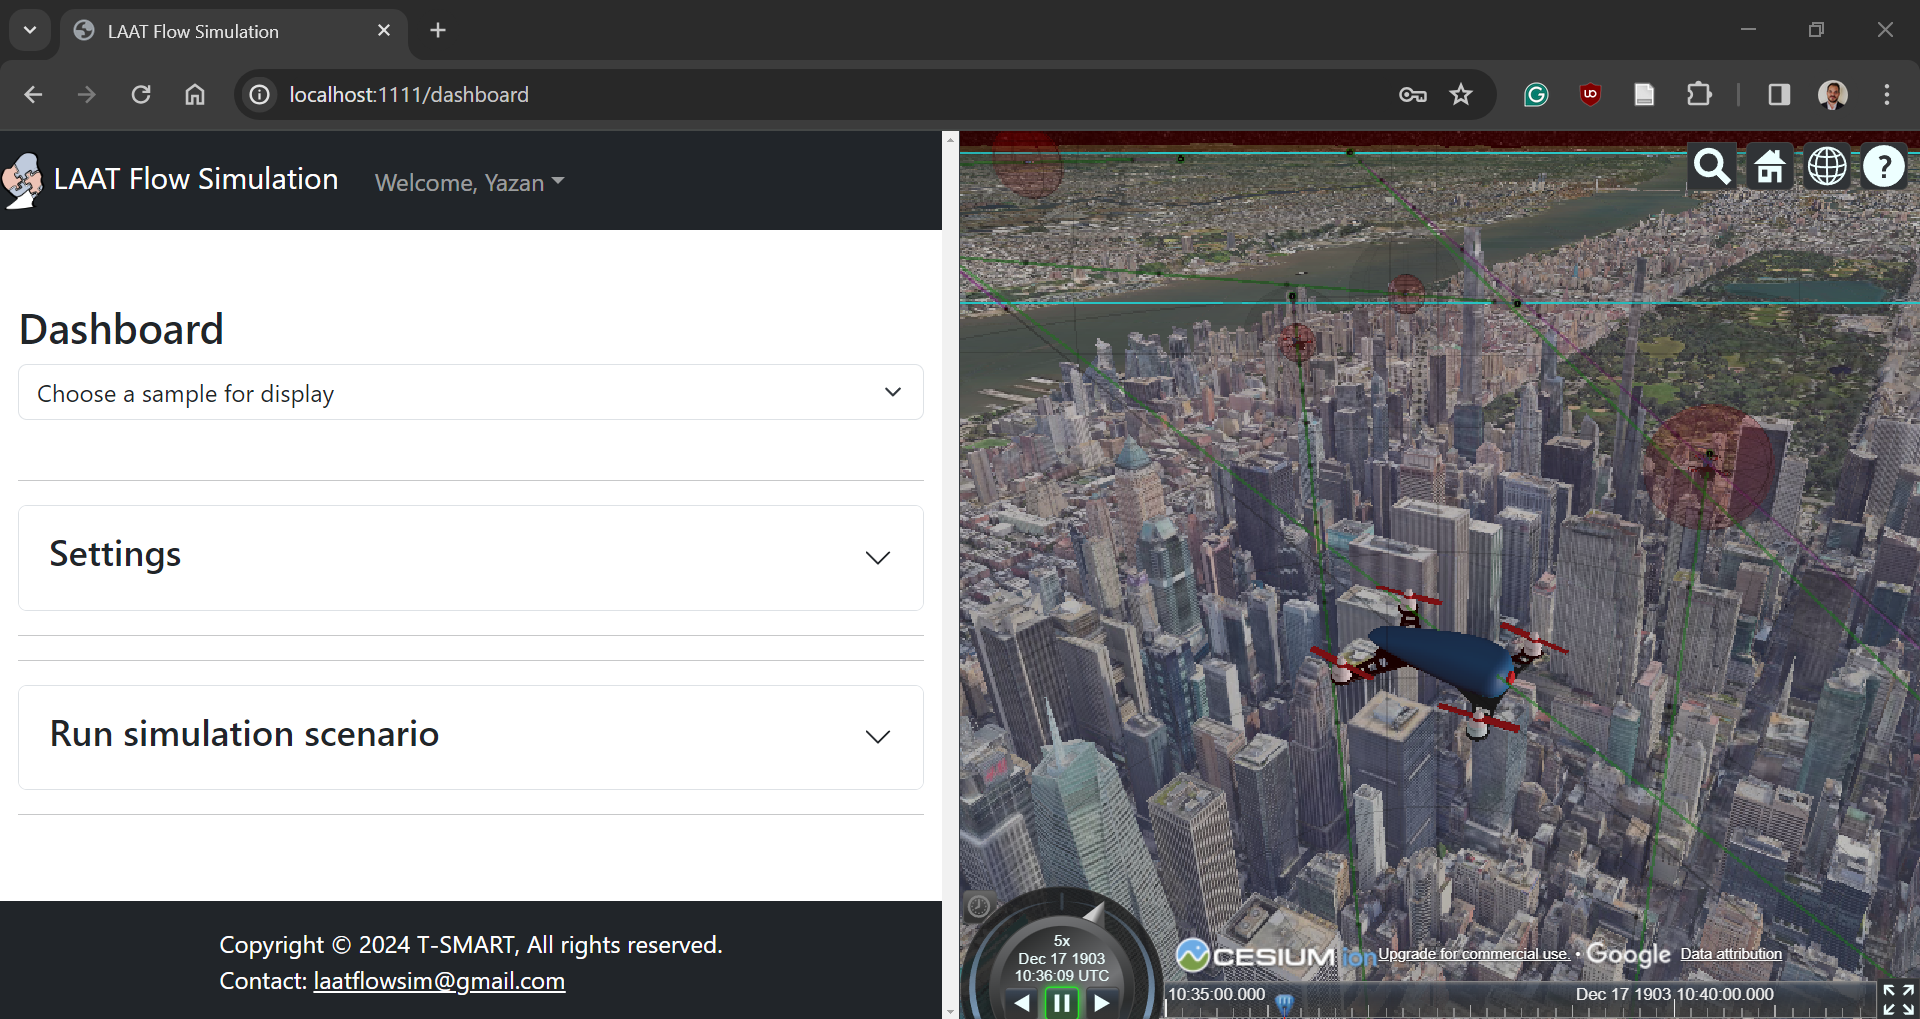 LAAT Flow Simulation
localhost:1111/dashboard
LAAT Flow Simulation
Welcome, Yazan
Dashboard
Choose a sample for display
Settings
Run simulation scenario
Copyright © 2024 T-SMART, All rights reserved.
Contact: laatflowsim@gmail.com
?
5x
Dec 17 1903
10:36:09 UTC
CESIUM ion Upgrade for commercial use. • Google Data attribution
10:35:00.000 Dec 17 1903 10:40:00.000